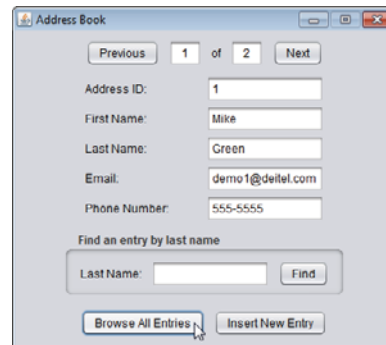 Address Book
Previous 1 of 2 Next
Address ID: 1
First Name: Mike
Last Name: Green
Email: demo1@deitel.com
Phone Number: 555-5555
Find an entry by last name
Last Name: Find
Browse All Entries Insert New Entry